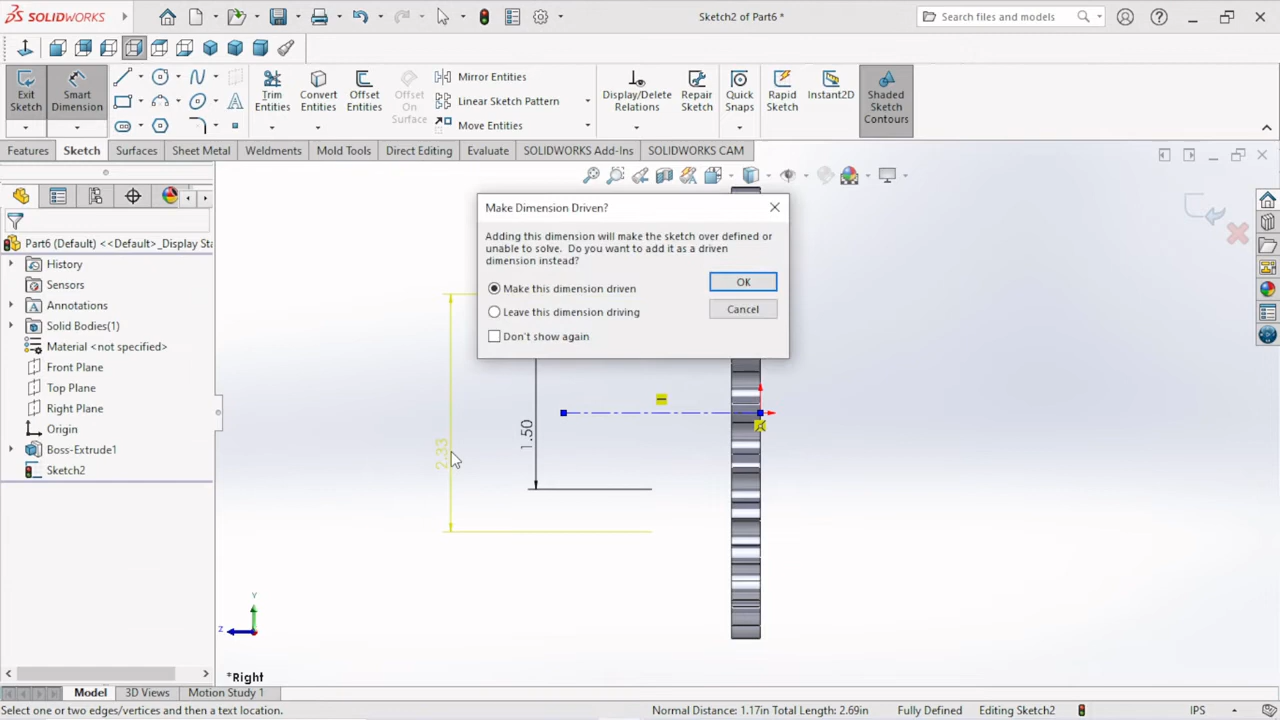 SOLIDWORKS
Sketch2 of Part6 *
Search files and models
Exit Sketch
Smart Dimension
Trim Entities
Convert Entities
Offset Entities
Offset On Surface
Mirror Entities
Linear Sketch Pattern
Move Entities
Display/Delete Relations
Repair Sketch
Quick Snaps
Rapid Sketch
Instant2D
Shaded Sketch Contours
Features
Sketch
Surfaces
Sheet Metal
Weldments
Mold Tools
Direct Editing
Evaluate
SOLIDWORKS Add-Ins
SOLIDWORKS CAM
Part6 (Default) <<Default>_Display Sta
History
Sensors
Annotations
Solid Bodies(1)
Material <not specified>
Front Plane
Top Plane
Right Plane
Origin
Boss-Extrude1
Sketch2
Make Dimension Driven?
Adding this dimension will make the sketch over defined or
unable to solve. Do you want to add it as a driven
dimension instead?
Make this dimension driven
Leave this dimension driving
Don't show again
OK
Cancel
2.33
1.50
Y
Z
*Right
Model
3D Views
Motion Study 1
Select one or two edges/vertices and then a text location.
Normal Distance: 1.17in Total Length: 2.69in
Fully Defined
Editing Sketch2
IPS